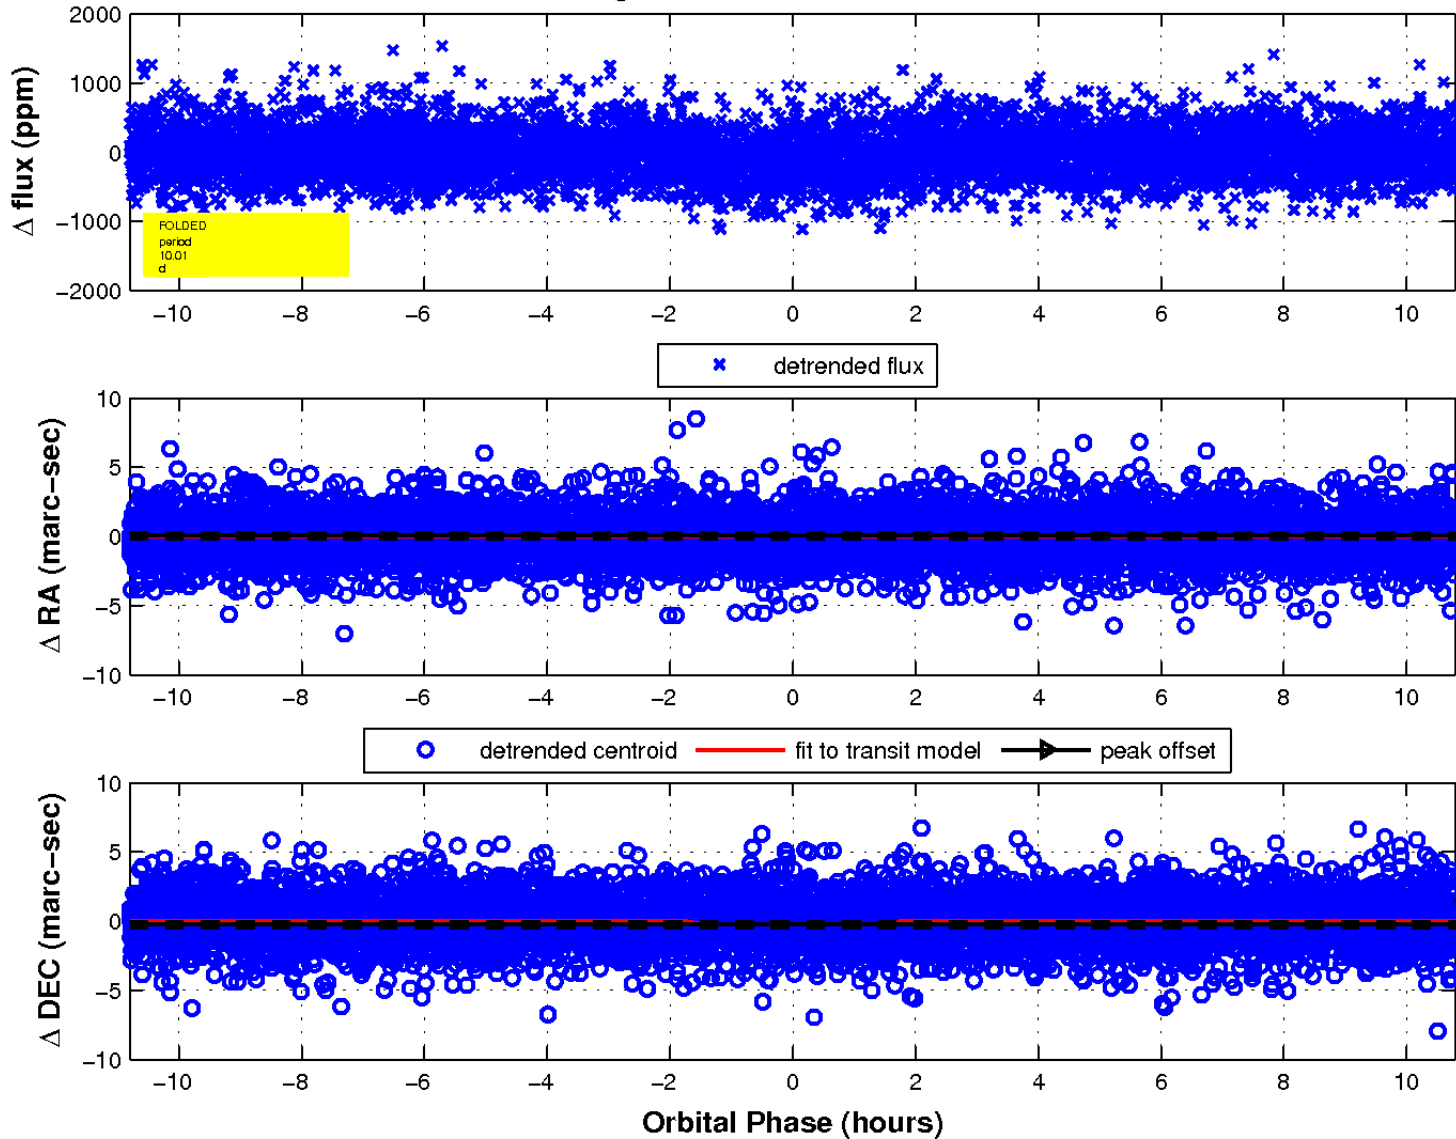 2000
1000
0
−1000
−2000
Δ flux (ppm)
FOLDED
period
10.01
d
−10 −8 −6 −4 −2 0 2 4 6 8 10
detrended flux
10
5
0
−5
−10
Δ RA (marc−sec)
−10 −8 −6 −4 −2 0 2 4 6 8 10
detrended centroid fit to transit model peak offset
10
5
0
−5
−10
Δ DEC (marc−sec)
−10 −8 −6 −4 −2 0 2 4 6 8 10
Orbital Phase (hours)